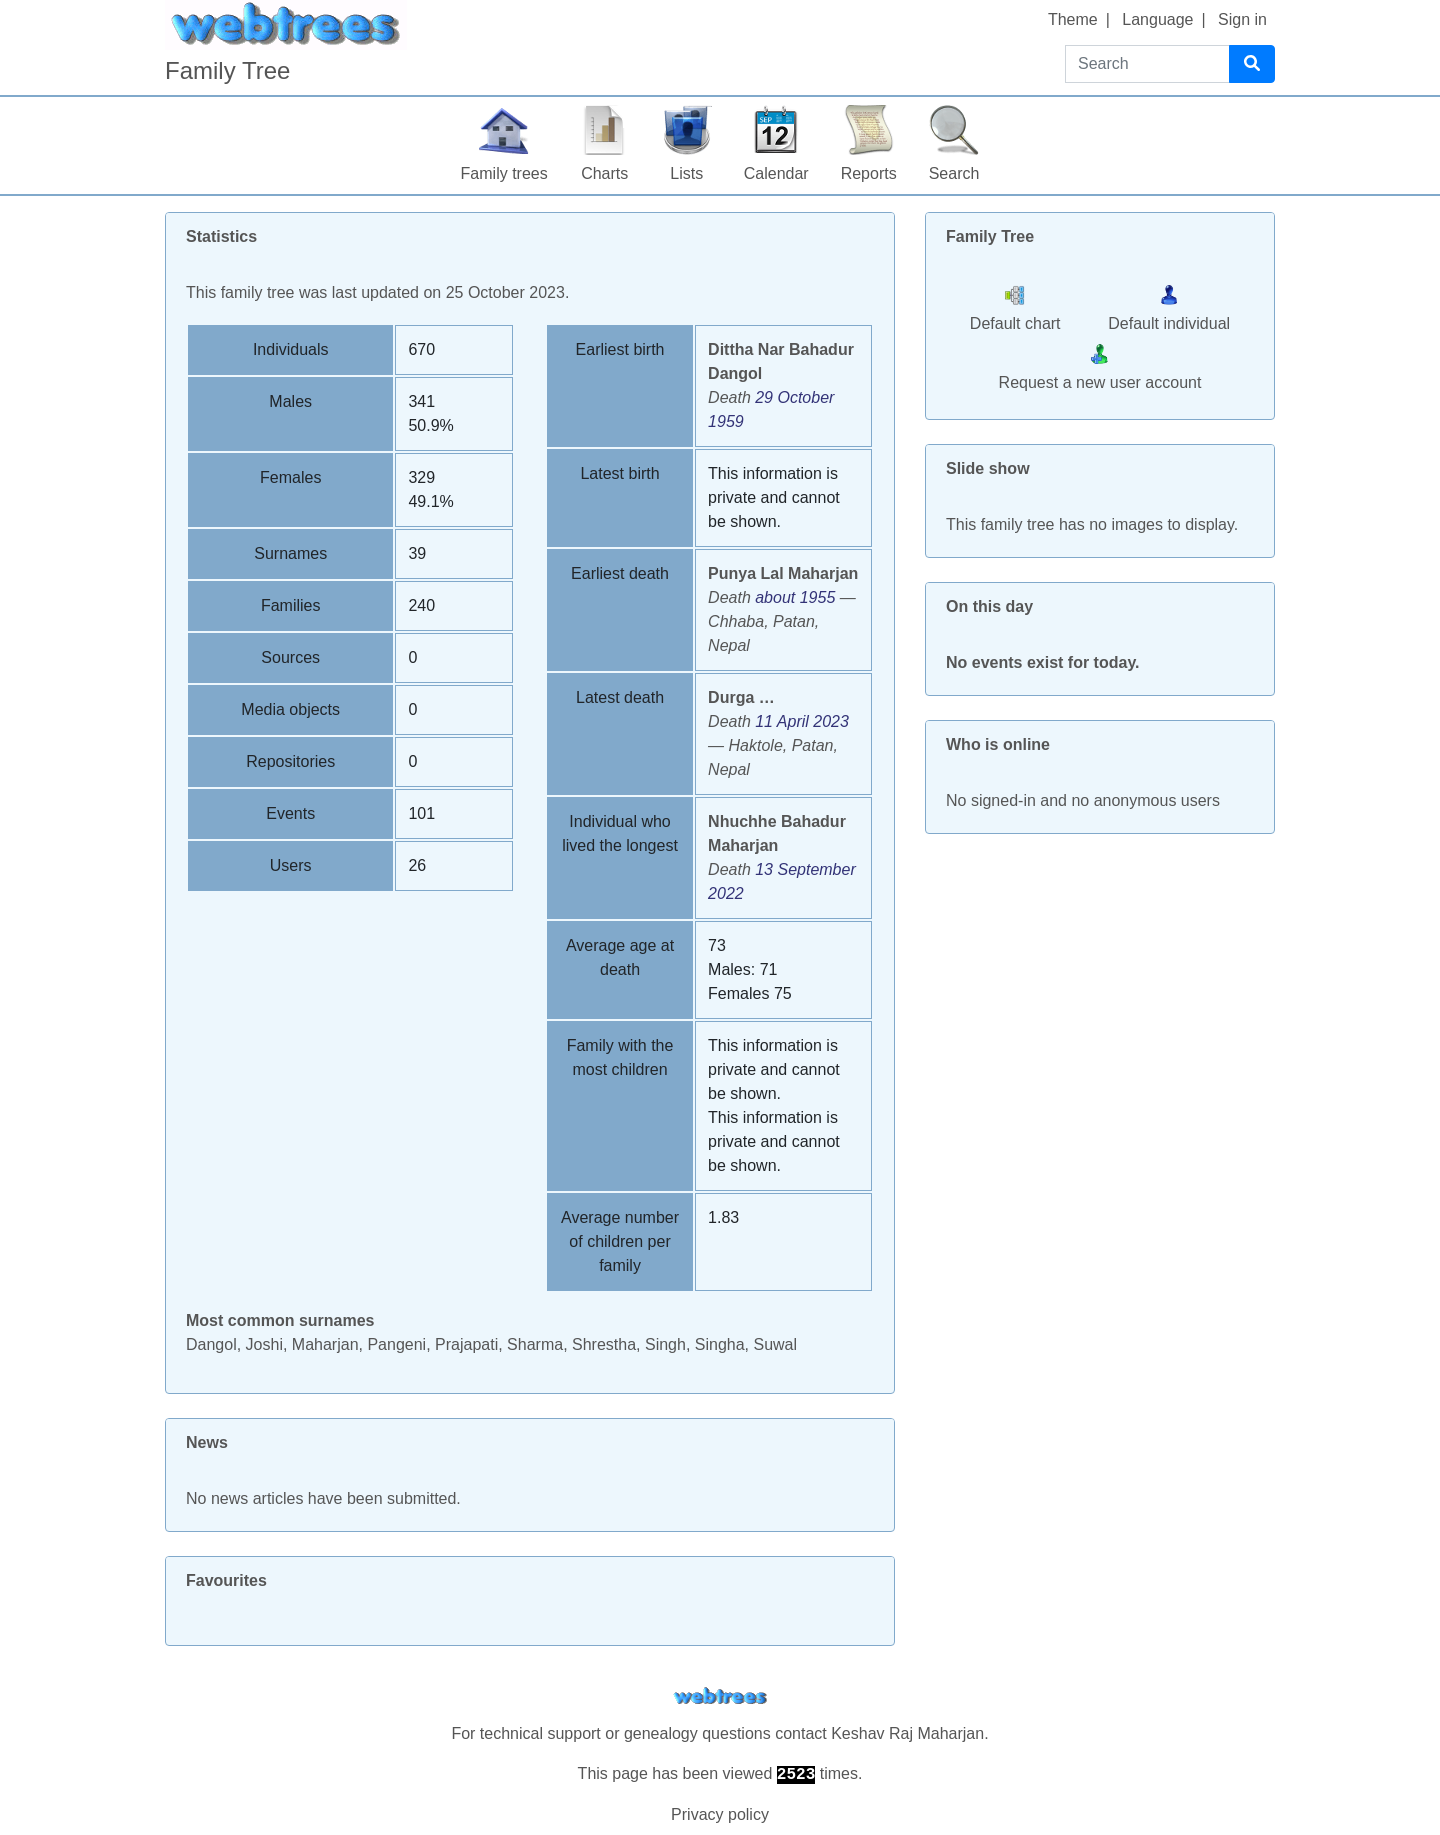 webtrees
Theme | Language | Sign in
Family Tree
Search
SEP
12
Family trees
Charts
Lists
Calendar
Reports
Search
Statistics
This family tree was last updated on 25 October 2023.
Individuals
670
Males
341
50.9%
Females
329
49.1%
Surnames
39
Families
240
Sources
0
Media objects
0
Repositories
0
Events
101
Users
26
Earliest birth
Dittha Nar Bahadur
Dangol
Death 29 October
1959
Latest birth
This information is
private and cannot
be shown.
Earliest death
Punya Lal Maharjan
Death about 1955 —
Chhaba, Patan,
Nepal
Latest death
Durga …
Death 11 April 2023
— Haktole, Patan,
Nepal
Individual who
lived the longest
Nhuchhe Bahadur
Maharjan
Death 13 September
2022
Average age at
death
73
Males: 71
Females 75
Family with the
most children
This information is
private and cannot
be shown.
This information is
private and cannot
be shown.
Average number
of children per
family
1.83
Most common surnames
Dangol, Joshi, Maharjan, Pangeni, Prajapati, Sharma, Shrestha, Singh, Singha, Suwal
News
No news articles have been submitted.
Favourites
Family Tree
Default chart
Default individual
Request a new user account
Slide show
This family tree has no images to display.
On this day
No events exist for today.
Who is online
No signed-in and no anonymous users
webtrees
For technical support or genealogy questions contact Keshav Raj Maharjan.
This page has been viewed 2523 times.
Privacy policy